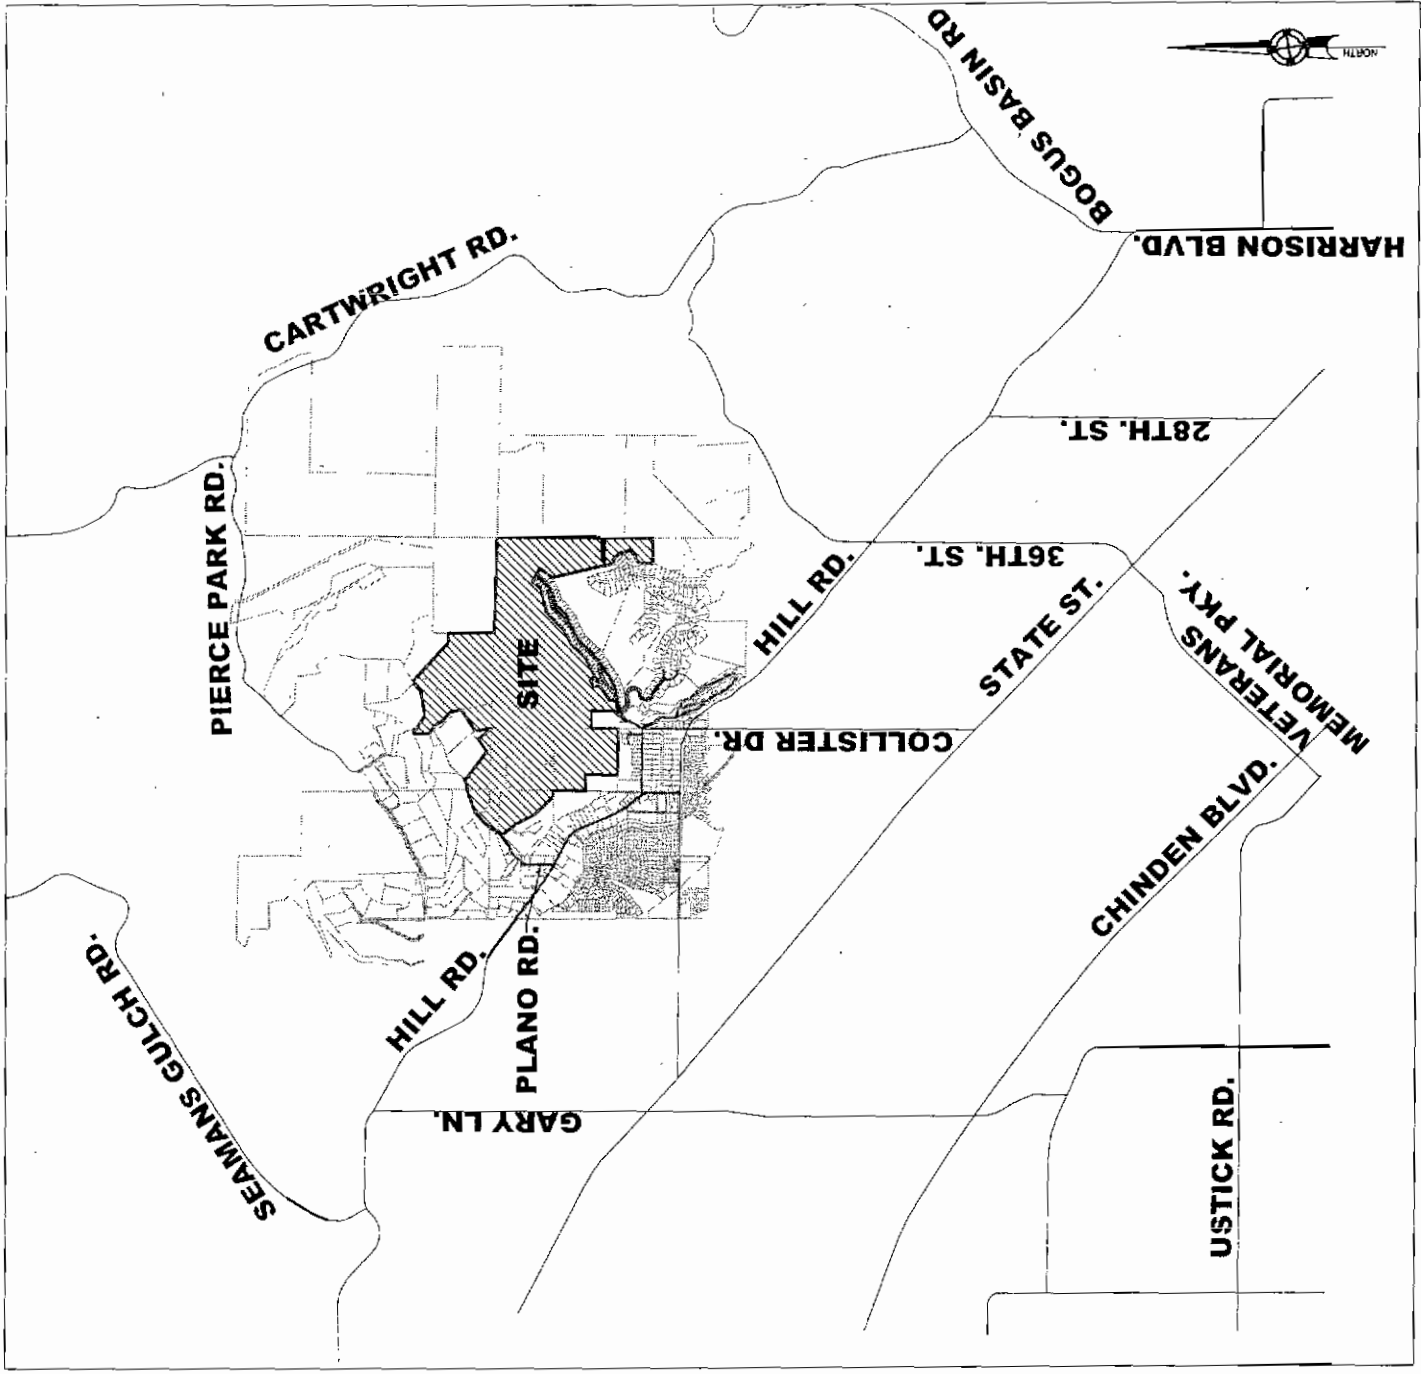 NORTH
BOGUS BASIN RD
HARRISON BLVD.
CARTWRIGHT RD.
28TH. ST.
PIERCE PARK RD.
36TH. ST.
HILL RD.
STATE ST.
VETERANS
MEMORIAL PKY.
SITE
COLLISTER DR.
CHINDEN BLVD.
SEAMANS GULCH RD.
HILL RD.
PLANO RD.
GARY LN.
USTICK RD.